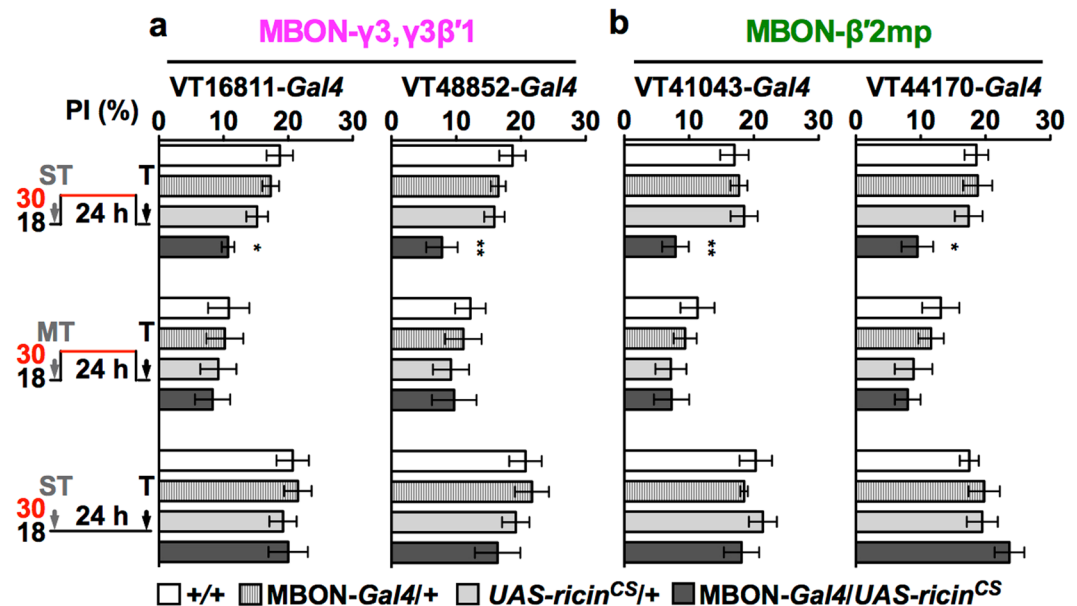 a MBON-γ3,γ3β′1 b MBON-β′2mp
VT16811-Gal4 VT48852-Gal4 VT41043-Gal4 VT44170-Gal4
PI (%) 0 10 20 30 0 10 20 30 0 10 20 30 0 10 20 30
ST T
30
18 24 h
* ** ** *
MT T
30
18 24 h
ST T
30
18 24 h
+/+ MBON-Gal4/+ UAS-ricinCS/+ MBON-Gal4/UAS-ricinCS